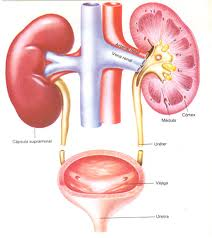 Vena renal
Córtex
Médula
Cápsula suprarrenal
Uréter
Vejiga
Uretra